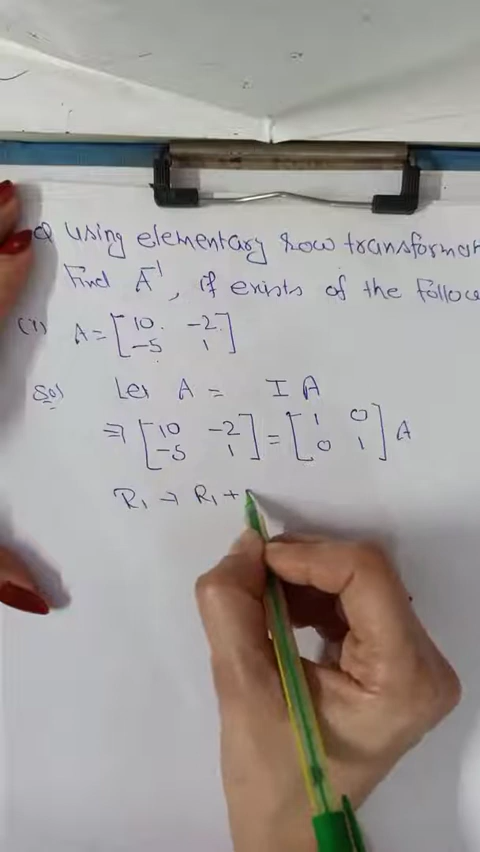 Q Using elementary row transformat
Find A⁻¹, if exists of the follow
(i) A = [10 -2
-5 1]
Sol Let A = I A
⇒ [10 -2
-5 1] = [1 0
0 1] A
R₁ → R₁ +